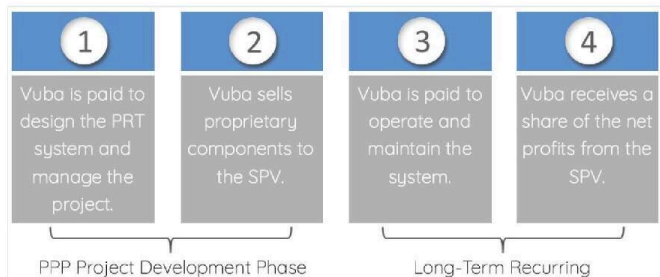 1
Vuba is paid to
design the PRT
system and
manage the
project.
2
Vuba sells
proprietary
components to
the SPV.
3
Vuba is paid to
operate and
maintain the
system.
4
Vuba receives a
share of the net
profits from the
SPV.
PPP Project Development Phase
Long-Term Recurring